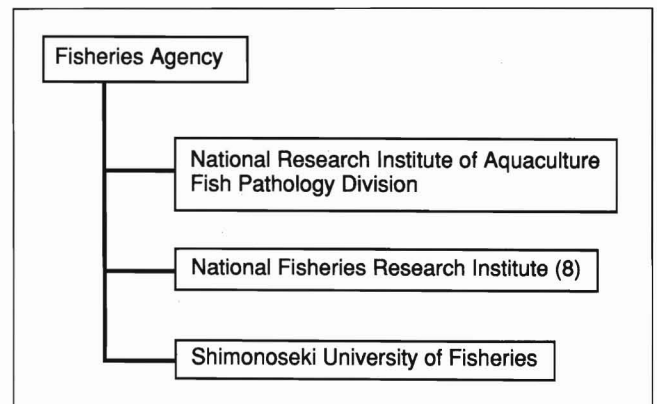 Fisheries Agency
National Research Institute of Aquaculture
Fish Pathology Division
National Fisheries Research Institute (8)
Shimonoseki University of Fisheries